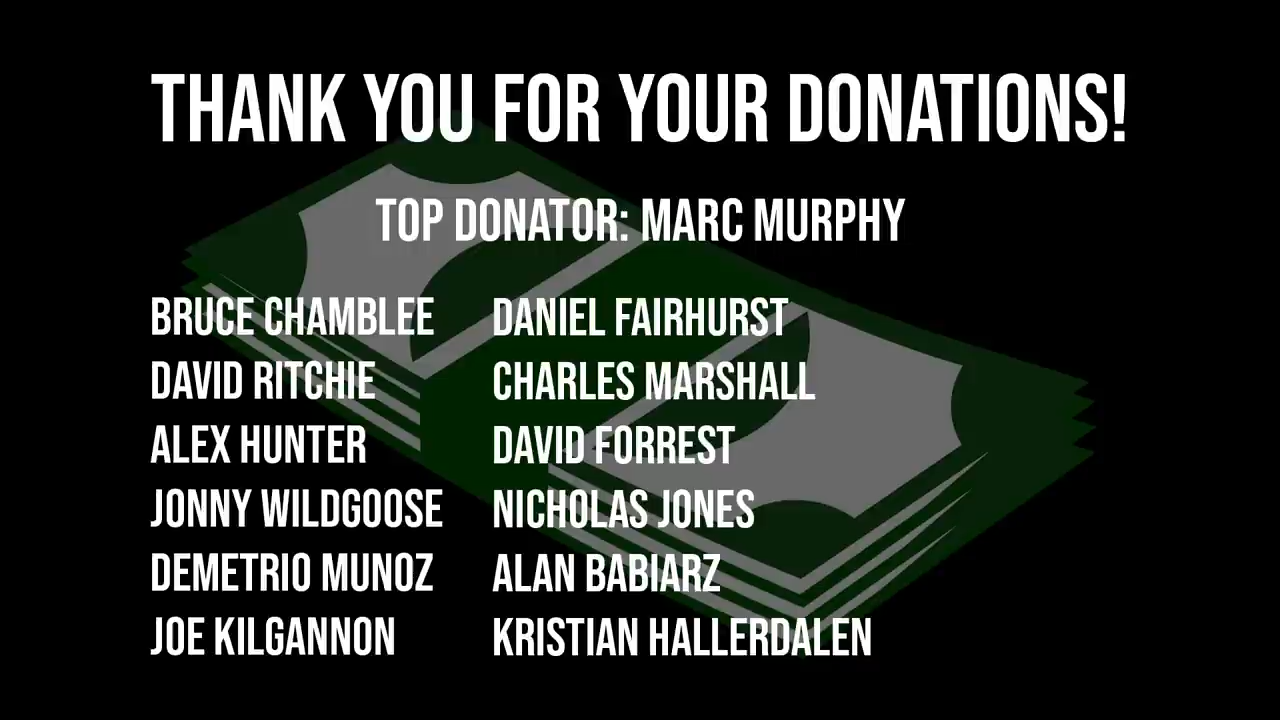 THANK YOU FOR YOUR DONATIONS!
TOP DONATOR: MARC MURPHY
BRUCE CHAMBLEE
DAVID RITCHIE
ALEX HUNTER
JONNY WILDGOOSE
DEMETRIO MUNOZ
JOE KILGANNON
DANIEL FAIRHURST
CHARLES MARSHALL
DAVID FORREST
NICHOLAS JONES
ALAN BABIARZ
KRISTIAN HALLERDALEN